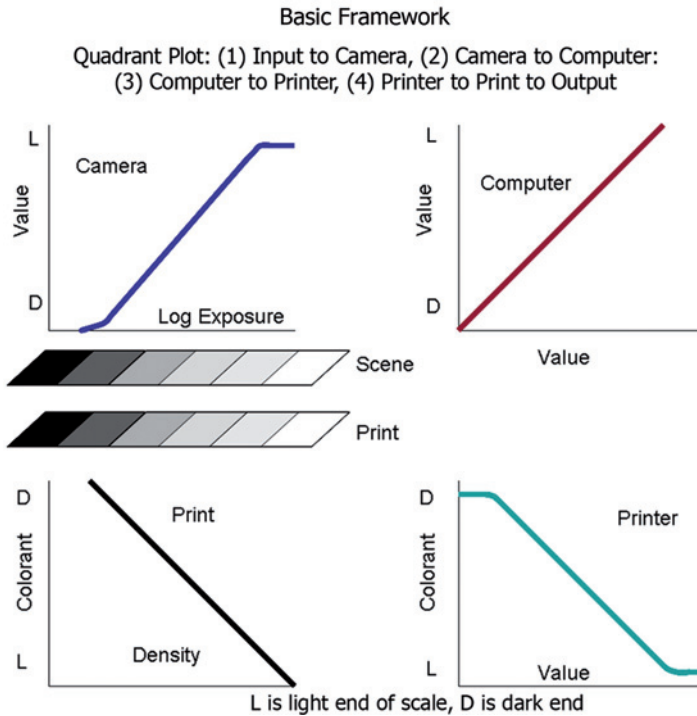 Basic Framework
Quadrant Plot: (1) Input to Camera, (2) Camera to Computer:
(3) Computer to Printer, (4) Printer to Print to Output
L
Camera
Value
D
Log Exposure
L
Computer
Value
D
Value
Scene
Print
D
Print
Colorant
L
Density
D
Printer
Colorant
L
Value
L is light end of scale, D is dark end